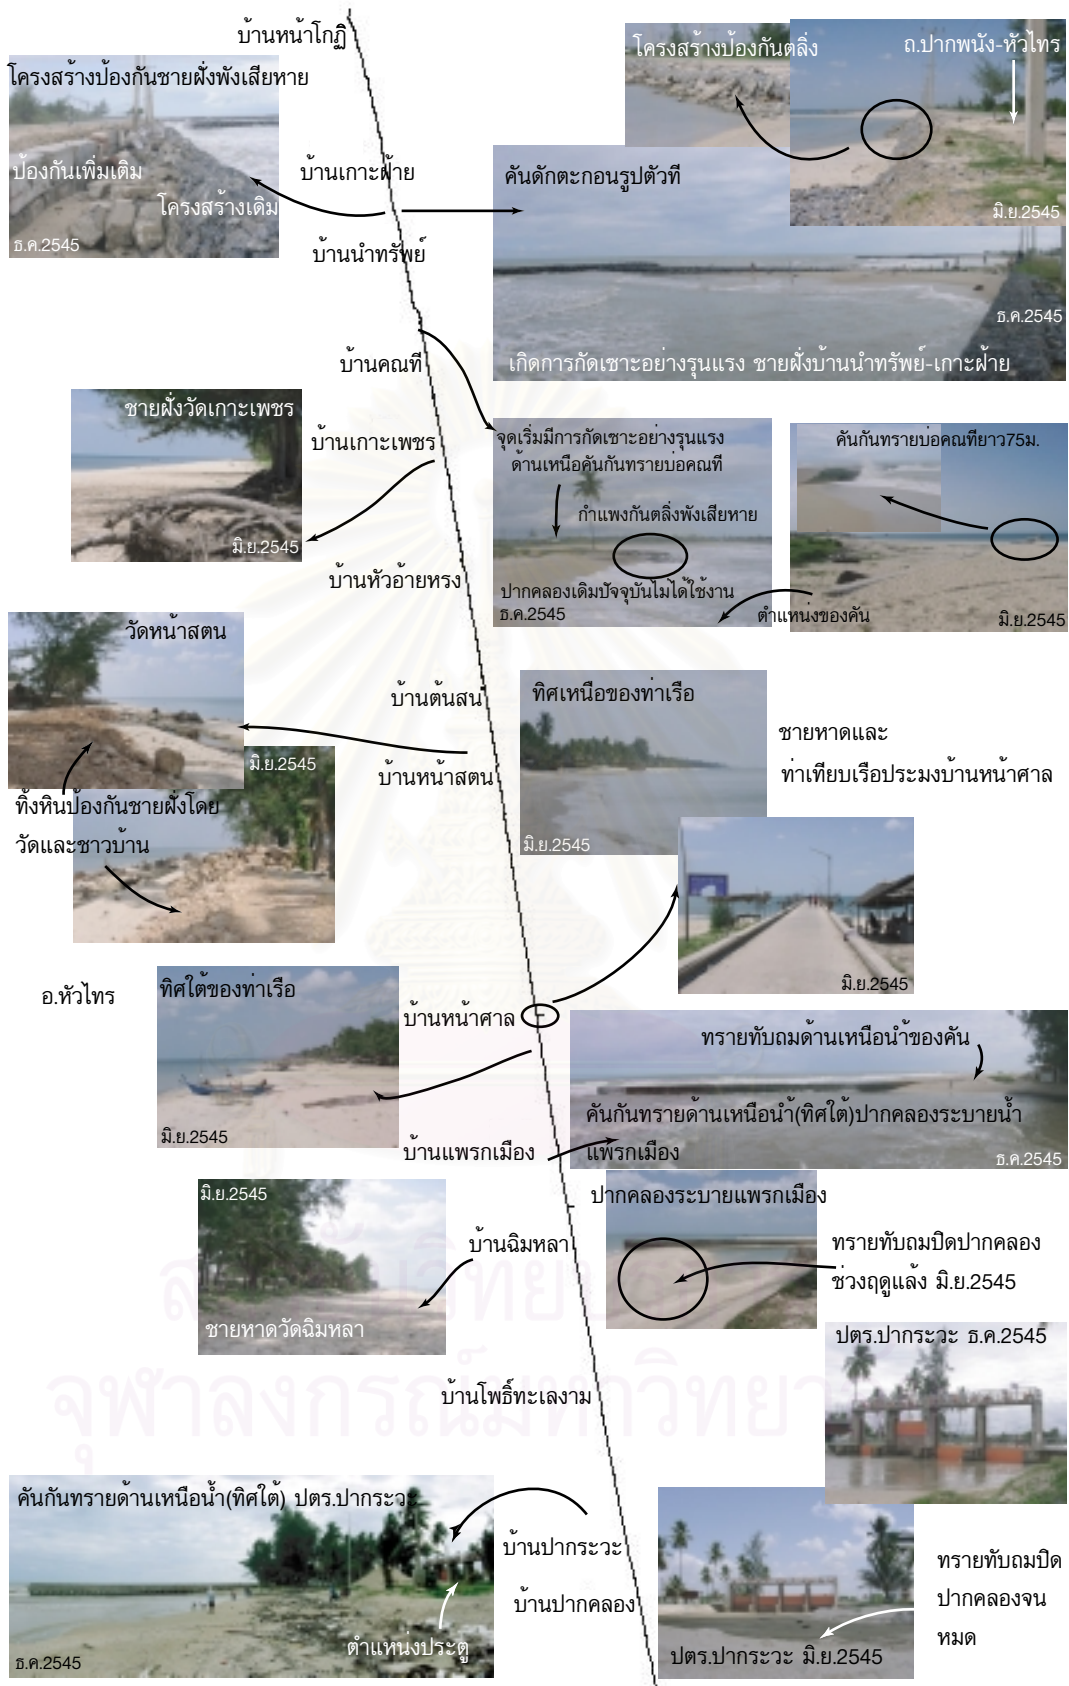 บ้านหน้าโกฏิ
โครงสร้างป้องกันตลิ่ง
ถ.ปากพนัง-หัวไทร
มิ.ย.2545
โครงสร้างป้องกันชายฝั่งพังเสียหาย
ป้องกันเพิ่มเติม
โครงสร้างเดิม
ธ.ค.2545
บ้านเกาะฝ้าย
คันดักตะกอนรูปตัวที
ธ.ค.2545
เกิดการกัดเซาะอย่างรุนแรง ชายฝั่งบ้านนำทรัพย์-เกาะฝ้าย
บ้านนำทรัพย์
บ้านคณฑี
ชายฝั่งวัดเกาะเพชร
มิ.ย.2545
บ้านเกาะเพชร
จุดเริ่มมีการกัดเซาะอย่างรุนแรง
ด้านเหนือคันกันทรายบ่อคณฑี
กำแพงกันตลิ่งพังเสียหาย
ปากคลองเดิมปัจจุบันไม่ได้ใช้งาน
ธ.ค.2545
คันกันทรายบ่อคณฑียาว75ม.
ตำแหน่งของคัน
มิ.ย.2545
บ้านหัวอ้ายหรง
วัดหน้าสตน
มิ.ย.2545
ทิ้งหินป้องกันชายฝั่งโดย
วัดและชาวบ้าน
บ้านต้นสน
บ้านหน้าสตน
ทิศเหนือของท่าเรือ
มิ.ย.2545
ชายหาดและ
ท่าเทียบเรือประมงบ้านหน้าศาล
มิ.ย.2545
อ.หัวไทร
ทิศใต้ของท่าเรือ
มิ.ย.2545
บ้านหน้าศาล
ทรายทับถมด้านเหนือน้ำของคัน
คันกันทรายด้านเหนือน้ำ(ทิศใต้)ปากคลองระบายน้ำ
แพรกเมือง
ธ.ค.2545
บ้านแพรกเมือง
มิ.ย.2545
ชายหาดวัดฉิมหลา
บ้านฉิมหลา
ปากคลองระบายแพรกเมือง
ทรายทับถมปิดปากคลอง
ช่วงฤดูแล้ง มิ.ย.2545
ปตร.ปากระวะ ธ.ค.2545
บ้านโพธิ์ทะเลงาม
คันกันทรายด้านเหนือน้ำ(ทิศใต้) ปตร.ปากระวะ
ตำแหน่งประตู
ธ.ค.2545
บ้านปากระวะ
บ้านปากคลอง
ปตร.ปากระวะ มิ.ย.2545
ทรายทับถมปิด
ปากคลองจน
หมด
จุฬาลงกรณ์มหาวิทย